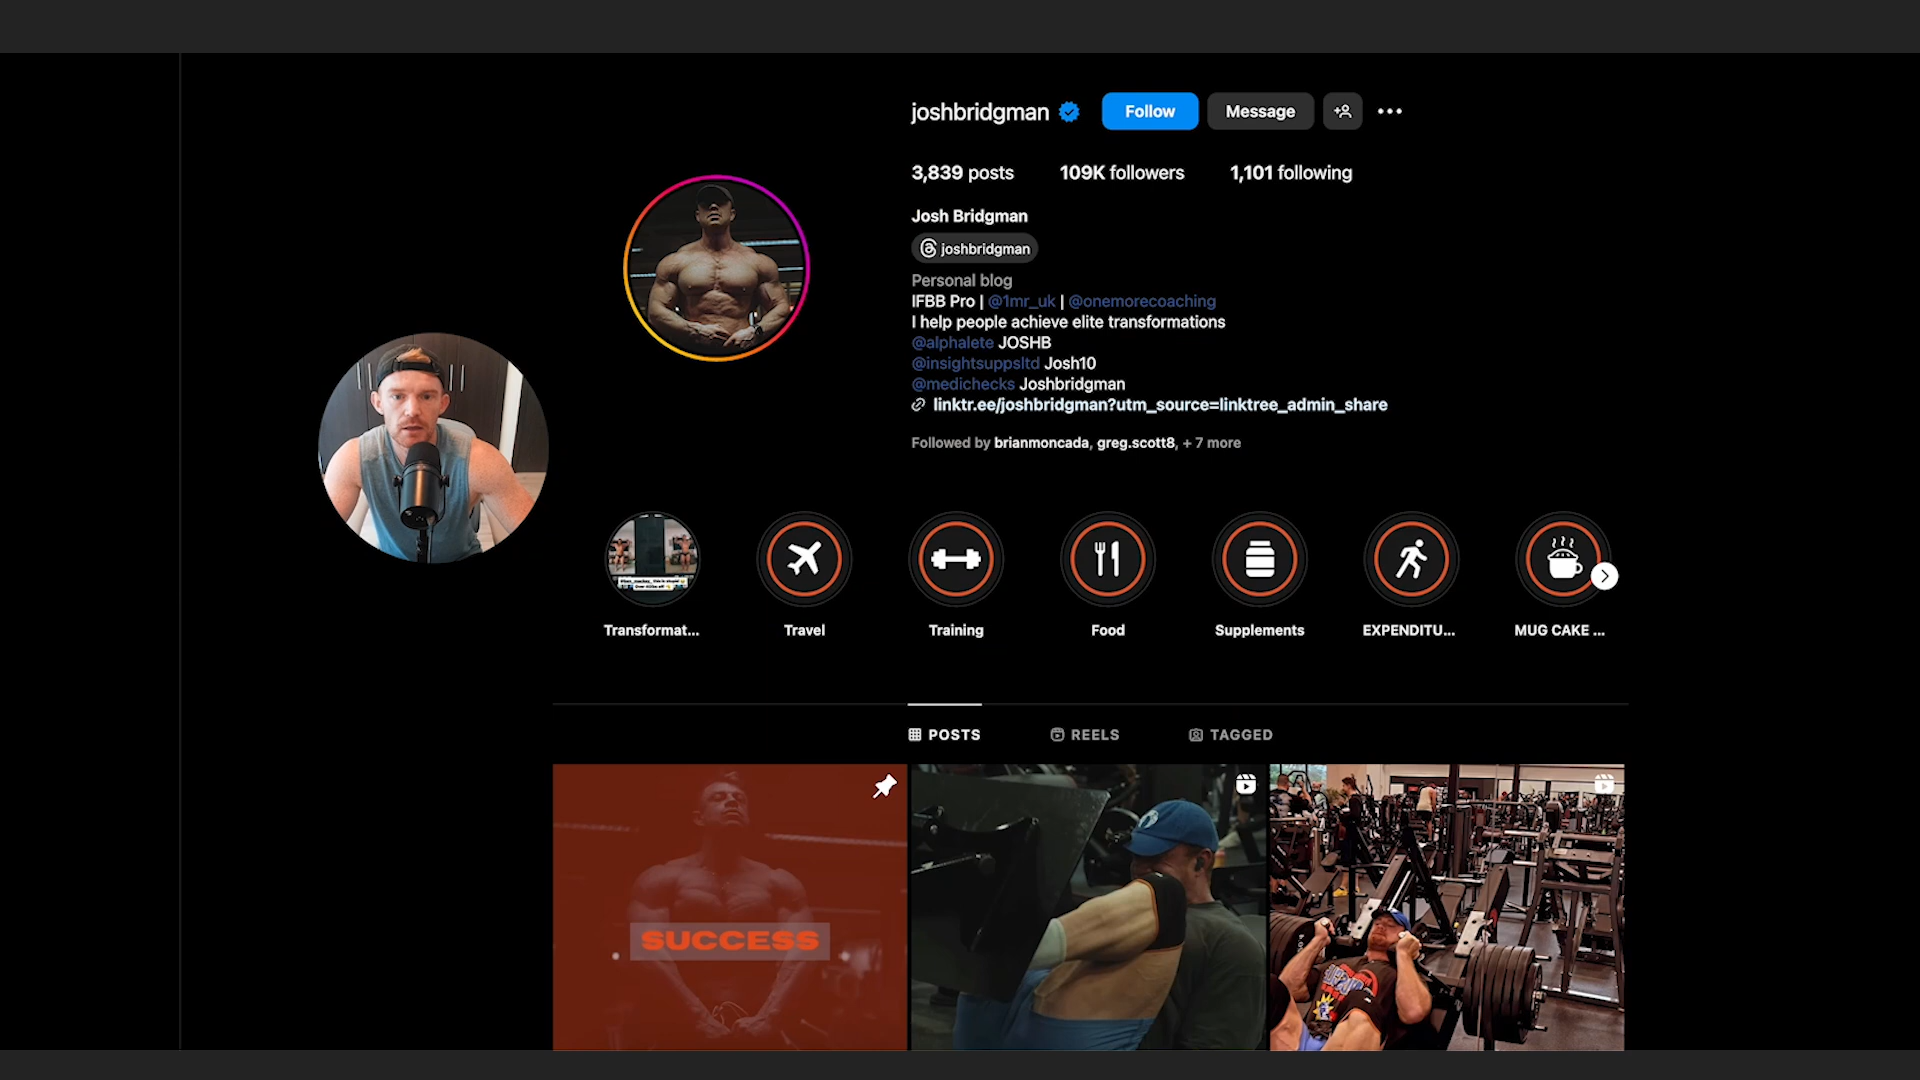 joshbridgman
Follow
Message
3,839 posts
109K followers
1,101 following
Josh Bridgman
joshbridgman
Personal blog
IFBB Pro | @1mr_uk | @onemorecoaching
I help people achieve elite transformations
@alphalete JOSHB
@insightsuppsltd Josh10
@medichecks Joshbridgman
linktr.ee/joshbridgman?utm_source=linktree_admin_share
Followed by brianmoncada, greg.scott8, + 7 more
Transformat...
Travel
Training
Food
Supplements
EXPENDITU...
MUG CAKE ...
POSTS
REELS
TAGGED
SUCCESS